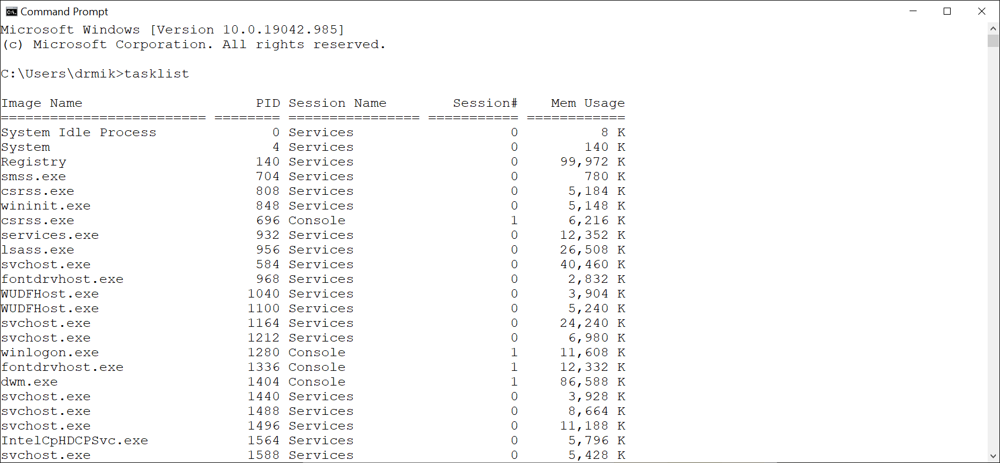 Command Prompt
Microsoft Windows [Version 10.0.19042.985]
(c) Microsoft Corporation. All rights reserved.

C:\Users\drmik>tasklist

Image Name                     PID Session Name        Session#    Mem Usage
========================= ======== ================ =========== ============
System Idle Process              0 Services                   0          8 K
System                           4 Services                   0        140 K
Registry                       140 Services                   0     99,972 K
smss.exe                       704 Services                   0        780 K
csrss.exe                      808 Services                   0      5,184 K
wininit.exe                    848 Services                   0      5,148 K
csrss.exe                      696 Console                    1      6,216 K
services.exe                   932 Services                   0     12,352 K
lsass.exe                      956 Services                   0     26,508 K
svchost.exe                    584 Services                   0     40,460 K
fontdrvhost.exe                968 Services                   0      2,832 K
WUDFHost.exe                  1040 Services                   0      3,904 K
WUDFHost.exe                  1100 Services                   0      5,240 K
svchost.exe                   1164 Services                   0     24,240 K
svchost.exe                   1212 Services                   0      6,980 K
winlogon.exe                  1280 Console                    1     11,608 K
fontdrvhost.exe               1336 Console                    1     12,332 K
dwm.exe                       1404 Console                    1     86,588 K
svchost.exe                   1440 Services                   0      3,928 K
svchost.exe                   1488 Services                   0      8,664 K
svchost.exe                   1496 Services                   0     11,188 K
IntelCpHDCPSvc.exe            1564 Services                   0      5,796 K
svchost.exe                   1588 Services                   0      5,428 K